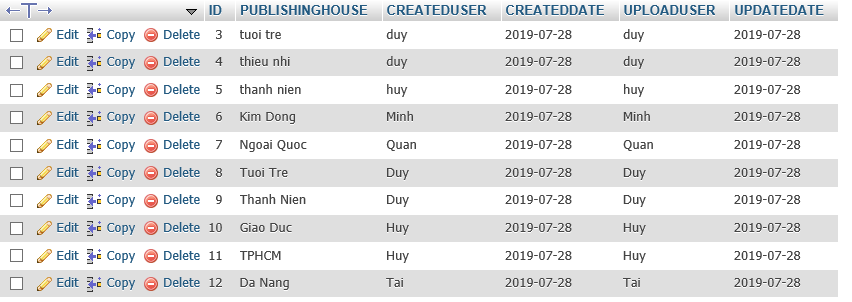 ID PUBLISHINGHOUSE CREATEDUSER CREATEDDATE UPLOADUSER UPDATEDATE
Edit Copy Delete 3 tuoi tre duy 2019-07-28 duy 2019-07-28
Edit Copy Delete 4 thieu nhi duy 2019-07-28 duy 2019-07-28
Edit Copy Delete 5 thanh nien huy 2019-07-28 huy 2019-07-28
Edit Copy Delete 6 Kim Dong Minh 2019-07-28 Minh 2019-07-28
Edit Copy Delete 7 Ngoai Quoc Quan 2019-07-28 Quan 2019-07-28
Edit Copy Delete 8 Tuoi Tre Duy 2019-07-28 Duy 2019-07-28
Edit Copy Delete 9 Thanh Nien Duy 2019-07-28 Duy 2019-07-28
Edit Copy Delete 10 Giao Duc Huy 2019-07-28 Huy 2019-07-28
Edit Copy Delete 11 TPHCM Huy 2019-07-28 Huy 2019-07-28
Edit Copy Delete 12 Da Nang Tai 2019-07-28 Tai 2019-07-28